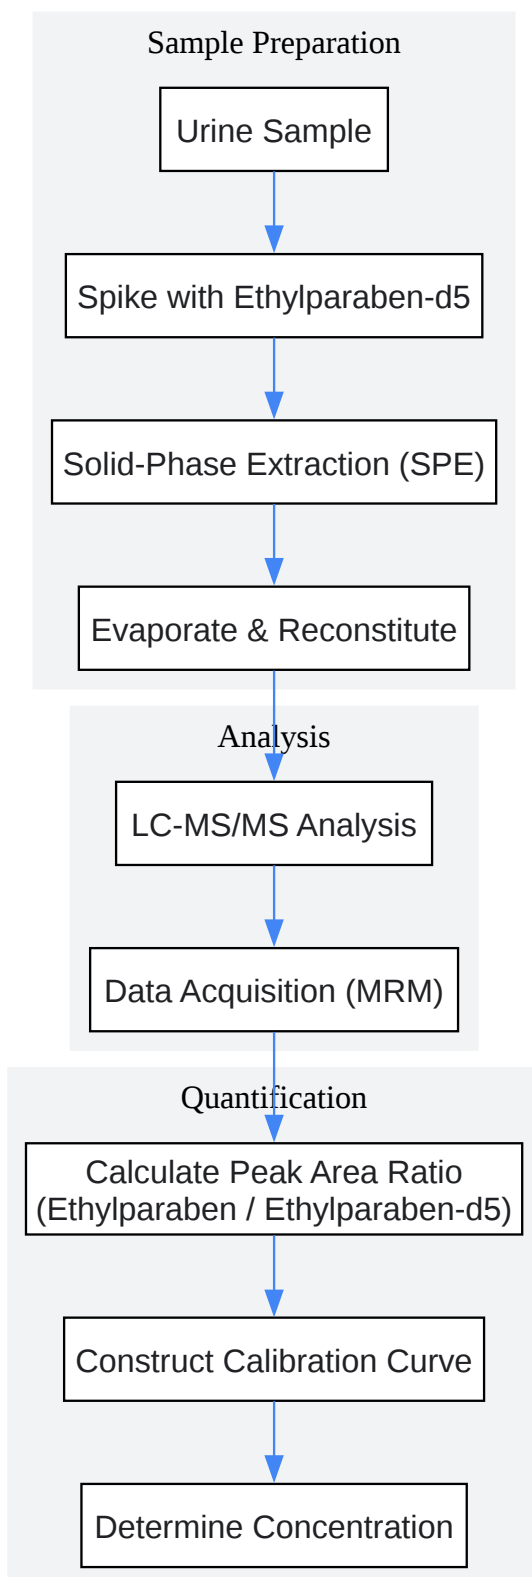 Sample Preparation
Urine Sample
Spike with Ethylparaben-d5
Solid-Phase Extraction (SPE)
Evaporate & Reconstitute
Analysis
LC-MS/MS Analysis
Data Acquisition (MRM)
Quantification
Calculate Peak Area Ratio
(Ethylparaben / Ethylparaben-d5)
Construct Calibration Curve
Determine Concentration